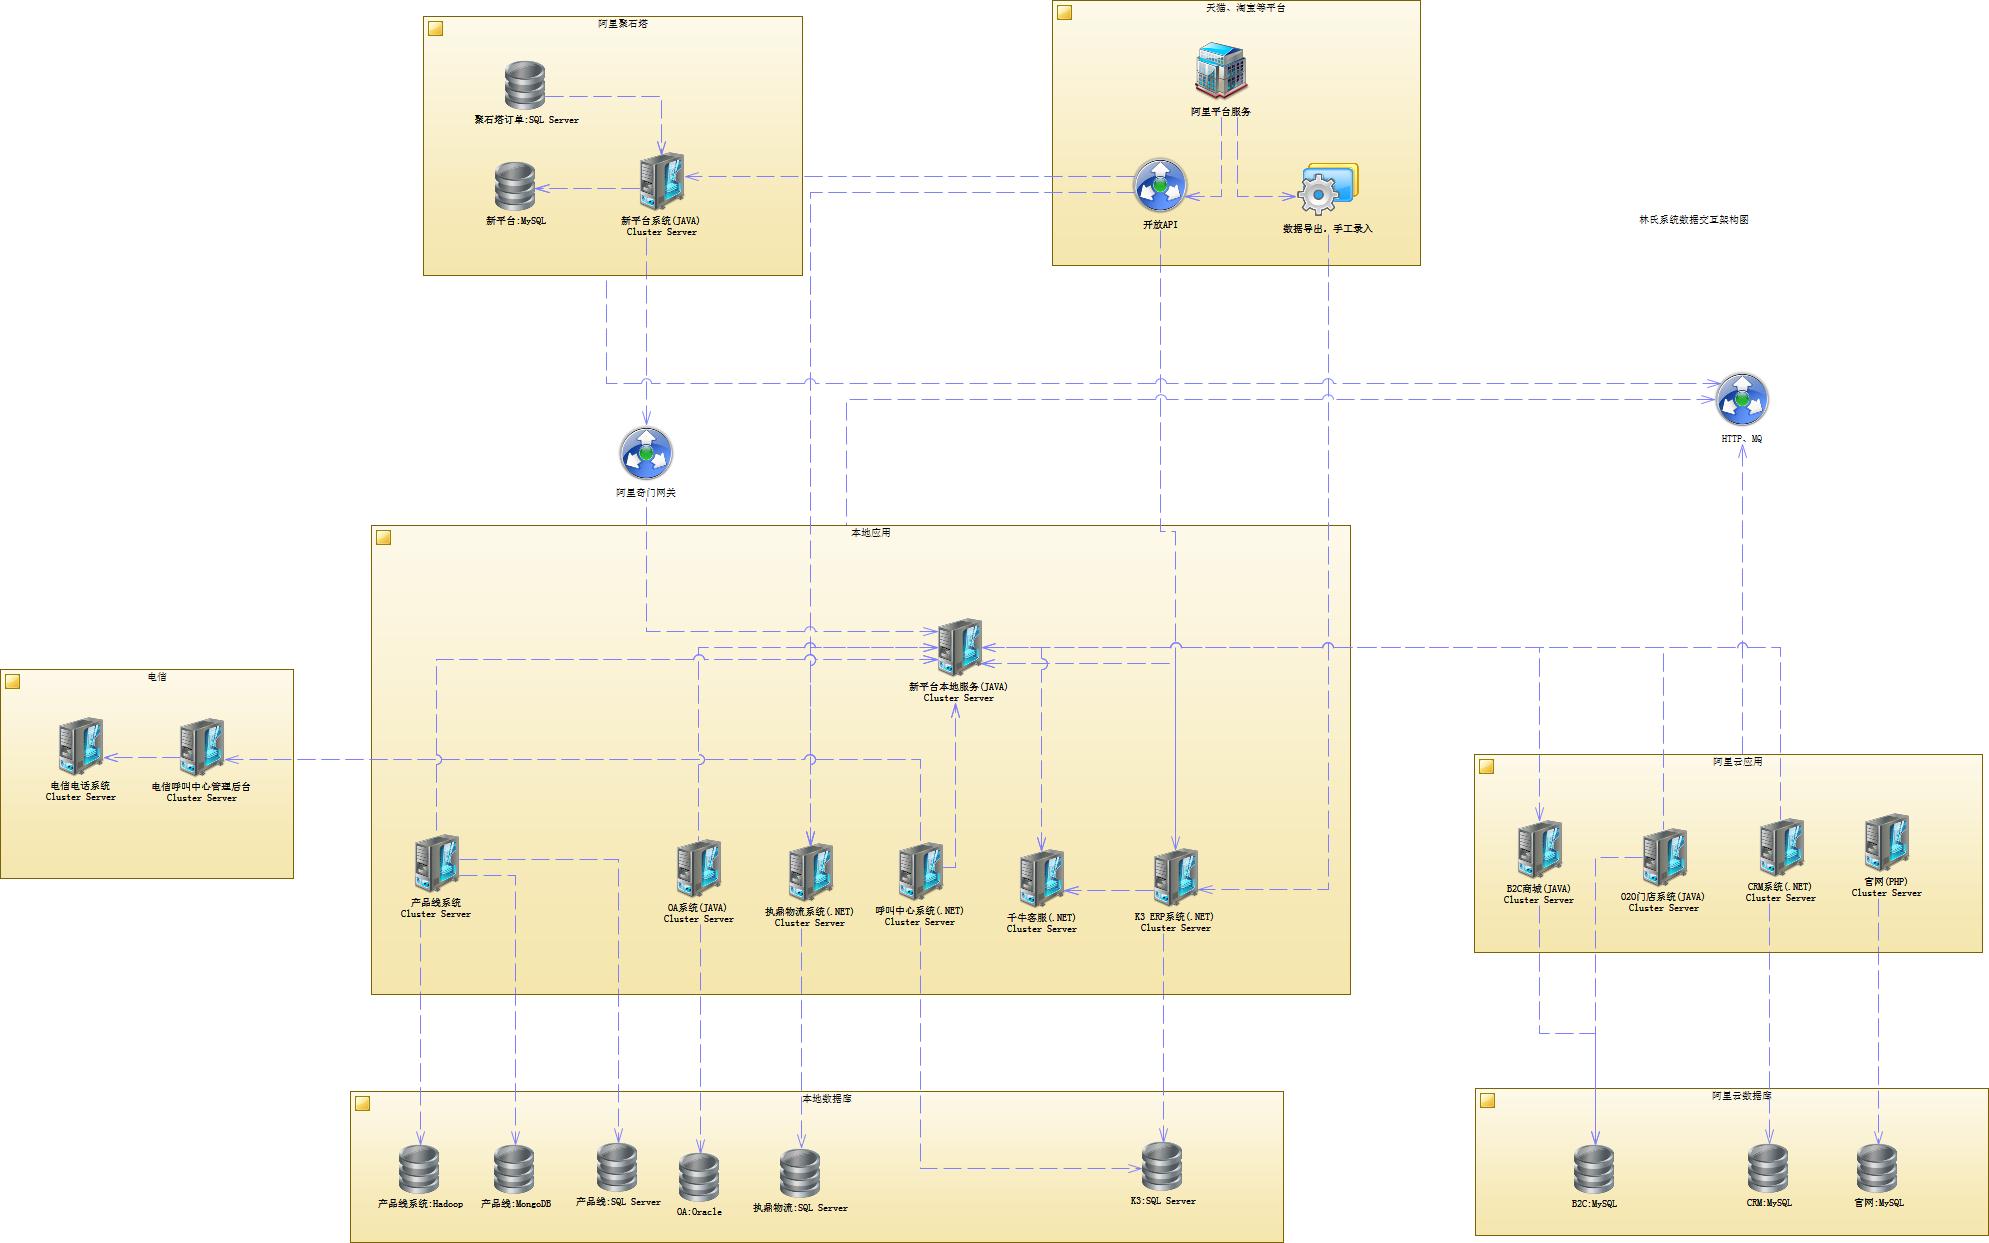 阿里聚石塔
天猫、淘宝等平台
聚石塔订单:SQL Server
阿里平台服务
新平台:MySQL
新平台系统(JAVA)
Cluster Server
开放API
数据导出，手工录入
林氏系统数据交互架构图
HTTP、MQ
阿里奇门网关
本地应用
新平台本地服务(JAVA)
Cluster Server
电信
电信电话系统
Cluster Server
电信呼叫中心管理后台
Cluster Server
产品线系统
Cluster Server
OA系统(JAVA)
Cluster Server
执鼎物流系统(.NET)
Cluster Server
呼叫中心系统(.NET)
Cluster Server
千牛客服(.NET)
Cluster Server
K3 ERP系统(.NET)
Cluster Server
阿里云应用
B2C商城(JAVA)
Cluster Server
O2O门店系统(JAVA)
Cluster Server
CRM系统(.NET)
Cluster Server
官网(PHP)
Cluster Server
本地数据库
产品线系统:Hadoop
产品线:MongoDB
产品线:SQL Server
OA:Oracle
执鼎物流:SQL Server
K3:SQL Server
阿里云数据库
B2C:MySQL
CRM:MySQL
官网:MySQL